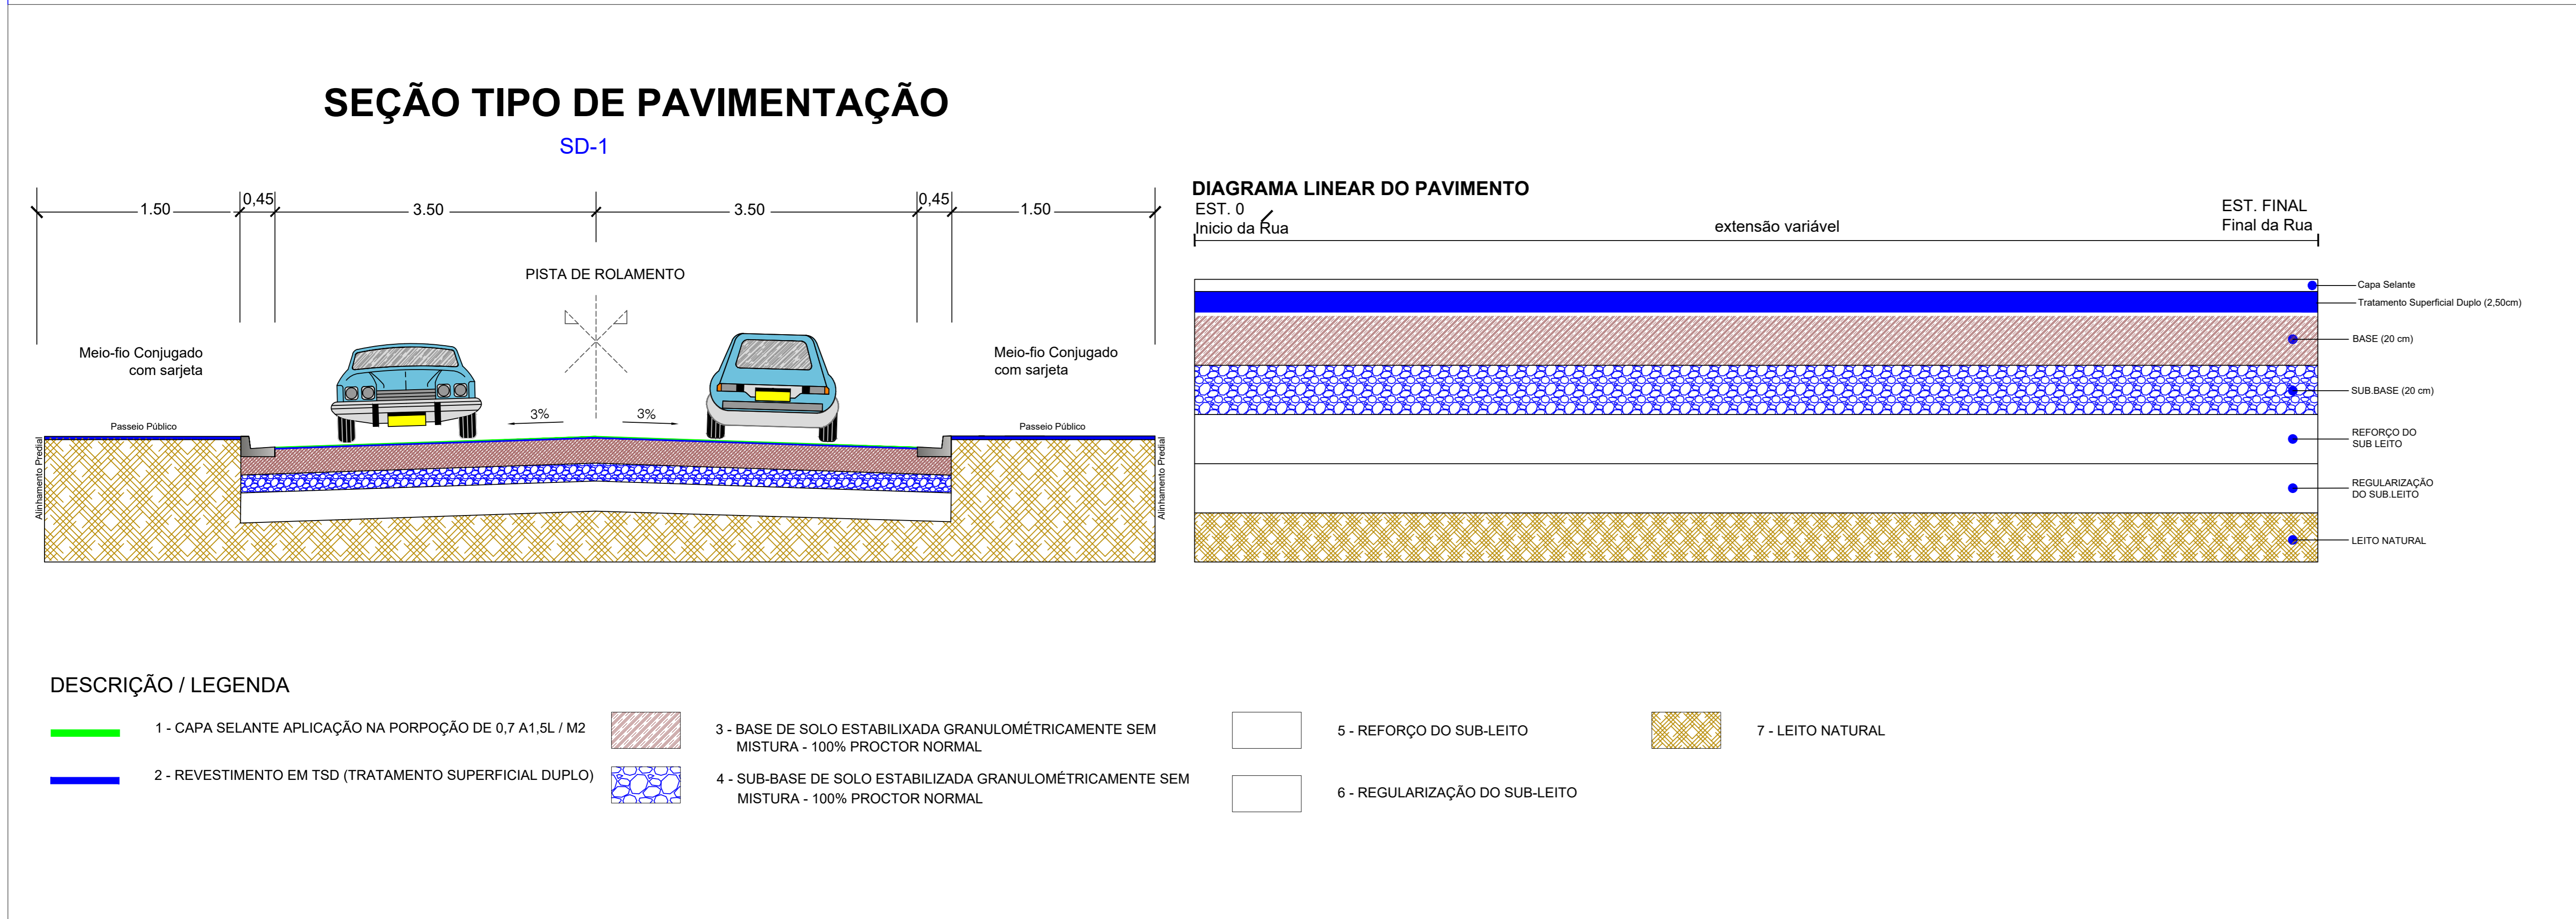 SEÇÃO TIPO DE PAVIMENTAÇÃO
SD-1
1.50
0,45
3.50
3.50
0,45
1.50
PISTA DE ROLAMENTO
Meio-fio Conjugado
com sarjeta
Meio-fio Conjugado
com sarjeta
3%
3%
Passeio Público
Passeio Público
Alinhamento Predial
Alinhamento Predial
DIAGRAMA LINEAR DO PAVIMENTO
EST. 0
Inicio da Rua
extensão variável
EST. FINAL
Final da Rua
Capa Selante
Tratamento Superficial Duplo (2,50cm)
BASE (20 cm)
SUB.BASE (20 cm)
REFORÇO DO
SUB LEITO
REGULARIZAÇÃO
DO SUB.LEITO
LEITO NATURAL
DESCRIÇÃO / LEGENDA
1 - CAPA SELANTE APLICAÇÃO NA PORPOÇÃO DE 0,7 A1,5L / M2
2 - REVESTIMENTO EM TSD (TRATAMENTO SUPERFICIAL DUPLO)
3 - BASE DE SOLO ESTABILIXADA GRANULOMÉTRICAMENTE SEM
MISTURA - 100% PROCTOR NORMAL
4 - SUB-BASE DE SOLO ESTABILIZADA GRANULOMÉTRICAMENTE SEM
MISTURA - 100% PROCTOR NORMAL
5 - REFORÇO DO SUB-LEITO
6 - REGULARIZAÇÃO DO SUB-LEITO
7 - LEITO NATURAL